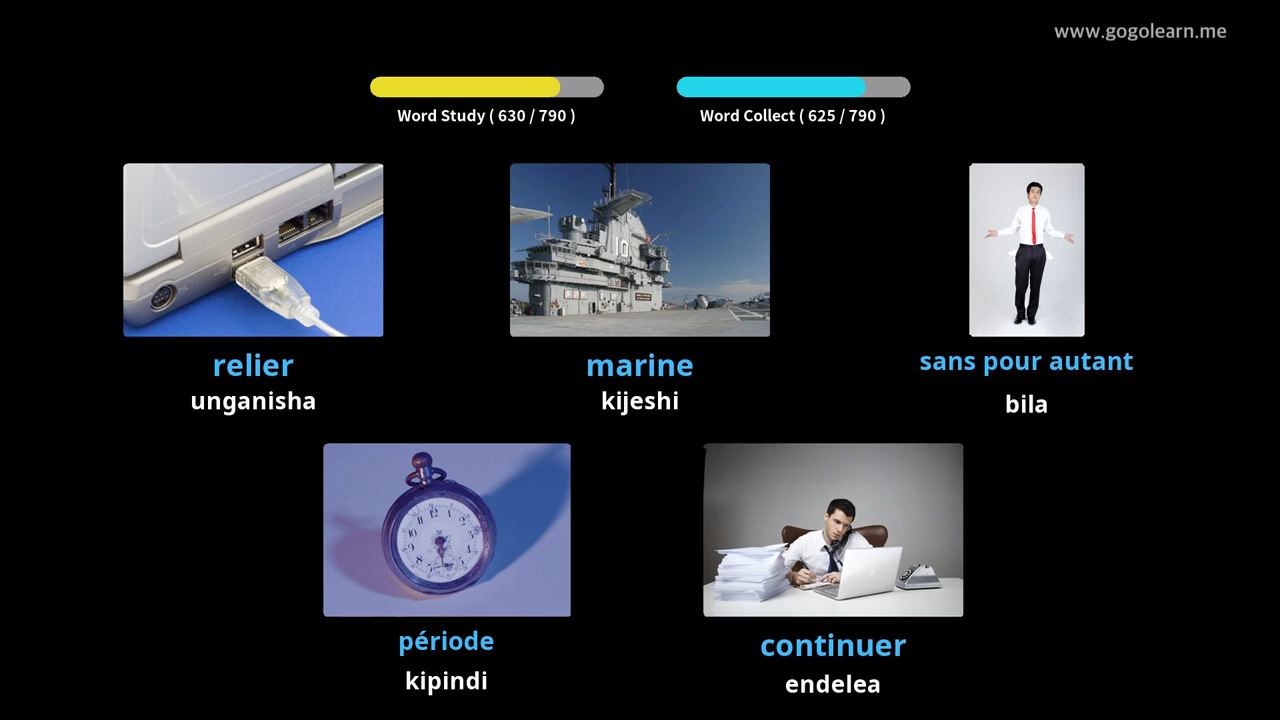 www.gogolearn.me
Word Study ( 630 / 790 )
Word Collect ( 625 / 790 )
relier
unganisha
marine
kijeshi
sans pour autant
bila
période
kipindi
continuer
endelea